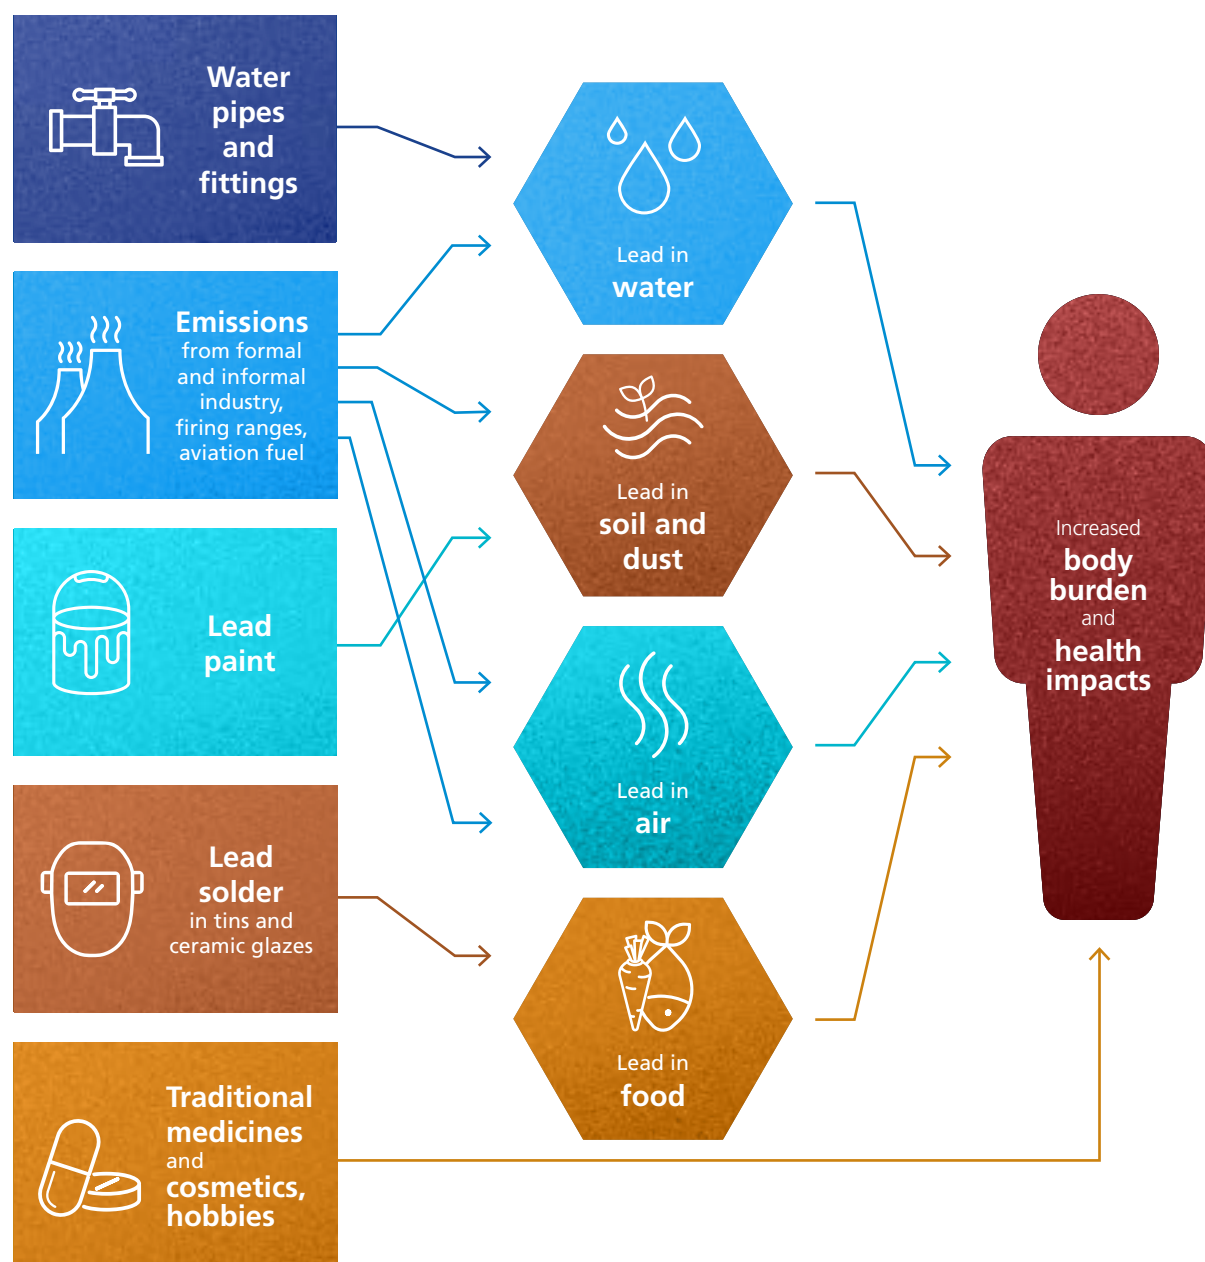 Water
pipes
and
fittings
Emissions
from formal
and informal
industry,
firing ranges,
aviation fuel
Lead
paint
Lead
solder
in tins and
ceramic glazes
Traditional
medicines
and
cosmetics,
hobbies
Lead in
water
Lead in
soil and
dust
Lead in
air
Lead in
food
Increased
body
burden
and
health
impacts